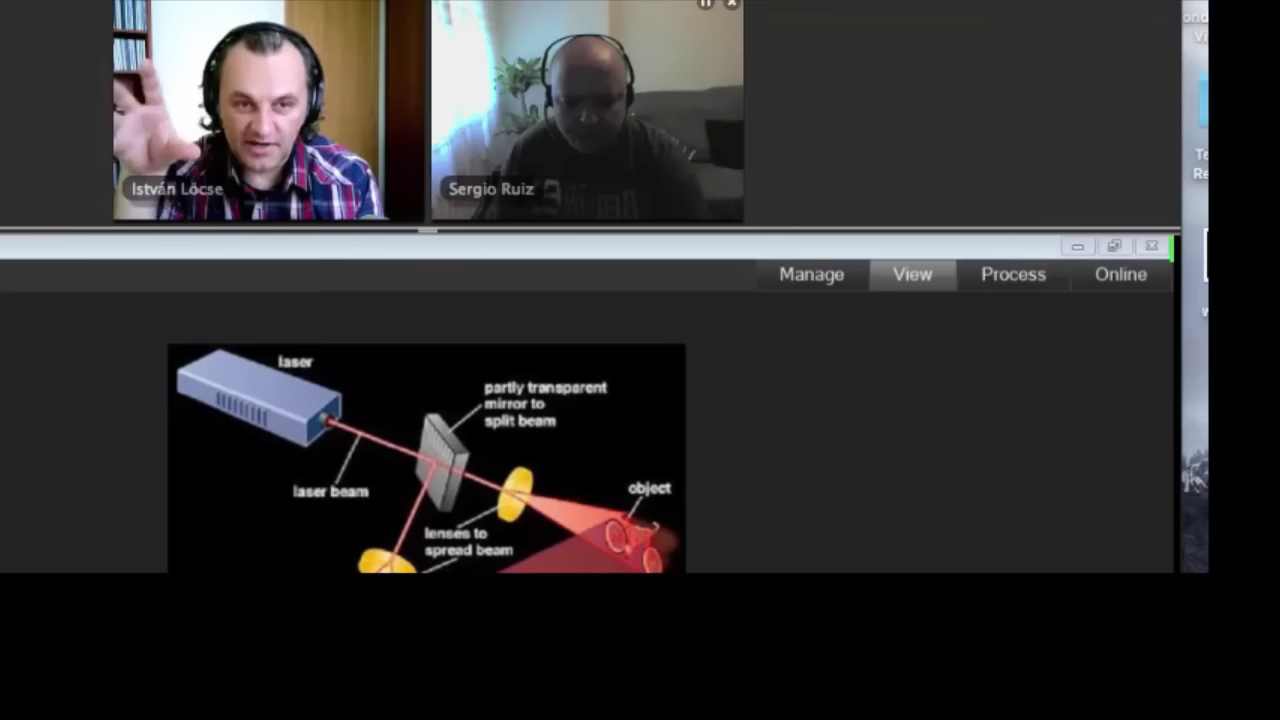 István Löcse
Sergio Ruiz
Manage
View
Process
Online
laser
partly transparent
mirror to
split beam
laser beam
object
lenses to
spread beam